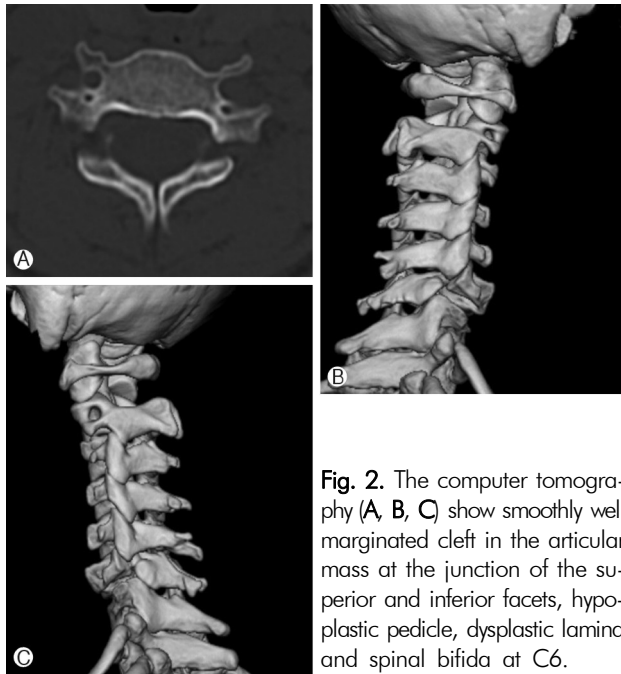 A
B
C
Fig. 2. The computer tomogra-
phy (A, B, C) show smoothly well
marginated cleft in the articular
mass at the junction of the su-
perior and inferior facets, hypo-
plastic pedicle, dysplastic lamina
and spinal bifida at C6.